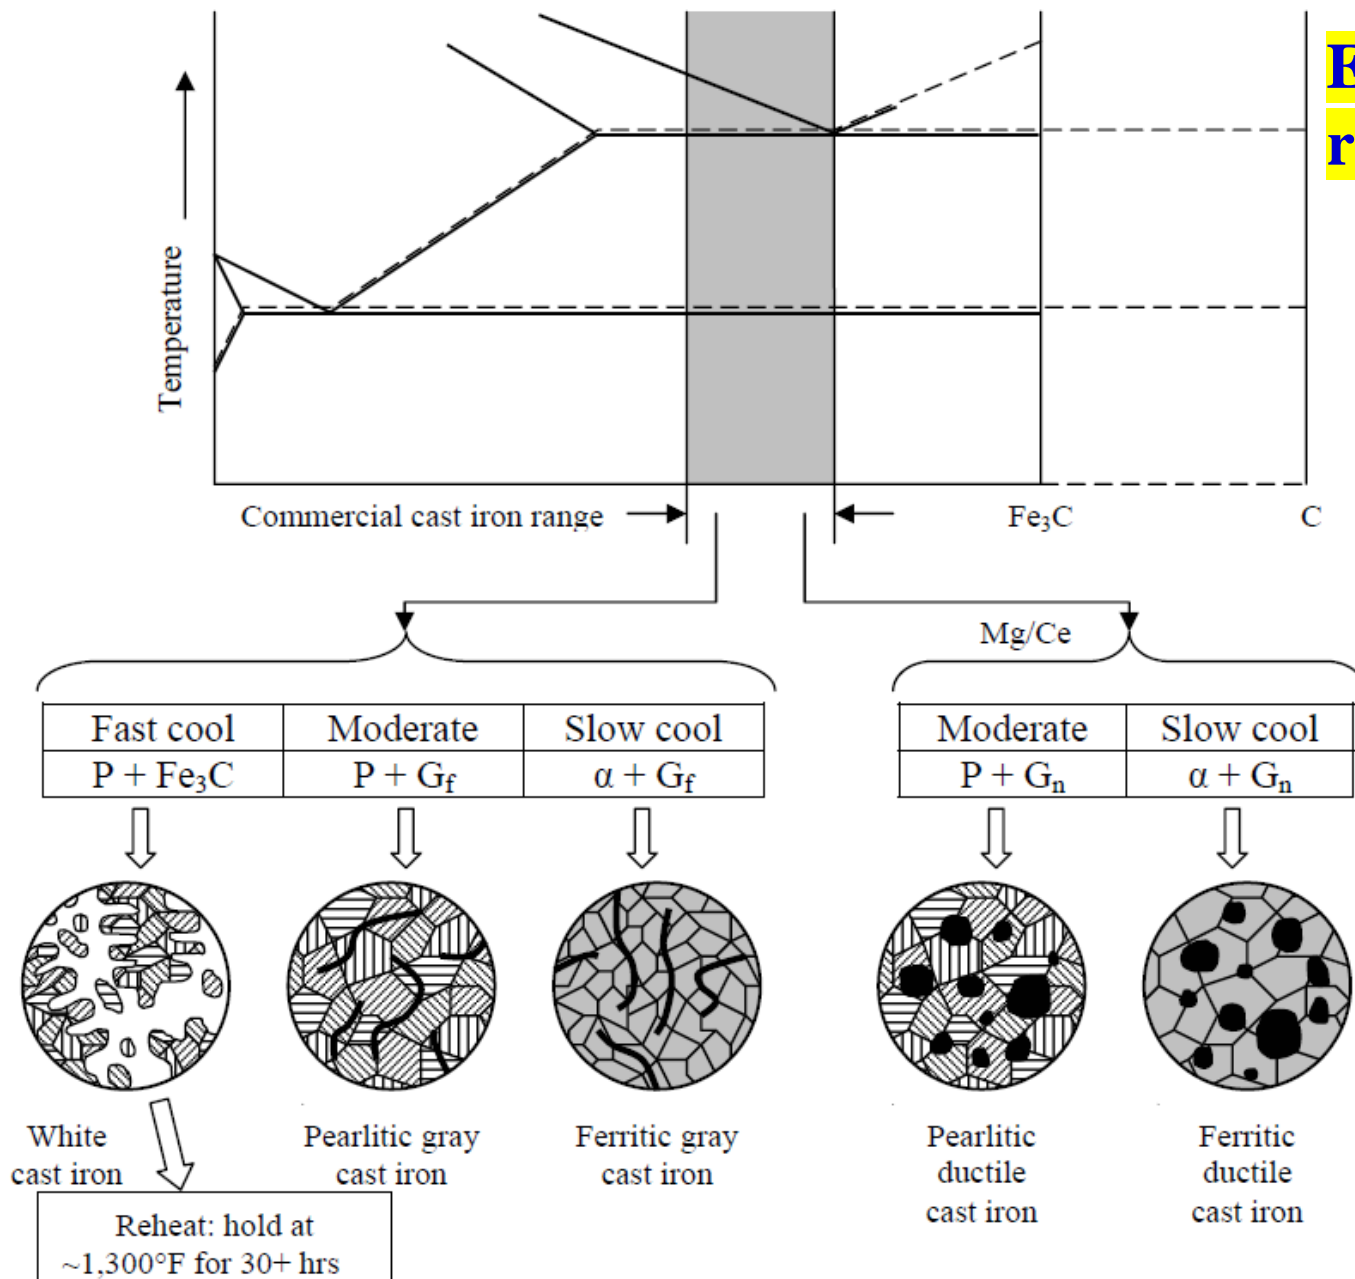 Temperature
Commercial cast iron range
Fe₃C
C
Mg/Ce
Fast cool Moderate Slow cool
P + Fe₃C P + G_f α + G_f
Moderate Slow cool
P + Gₙ α + Gₙ
White
cast iron
Pearlitic gray
cast iron
Ferritic gray
cast iron
Pearlitic
ductile
cast iron
Ferritic
ductile
cast iron
Reheat: hold at
~1,300°F for 30+ hrs